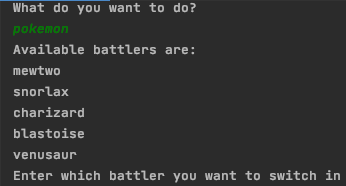 What do you want to do?
pokemon
Available battlers are:
mewtwo
snorlax
charizard
blastoise
venusaur
Enter which battler you want to switch in